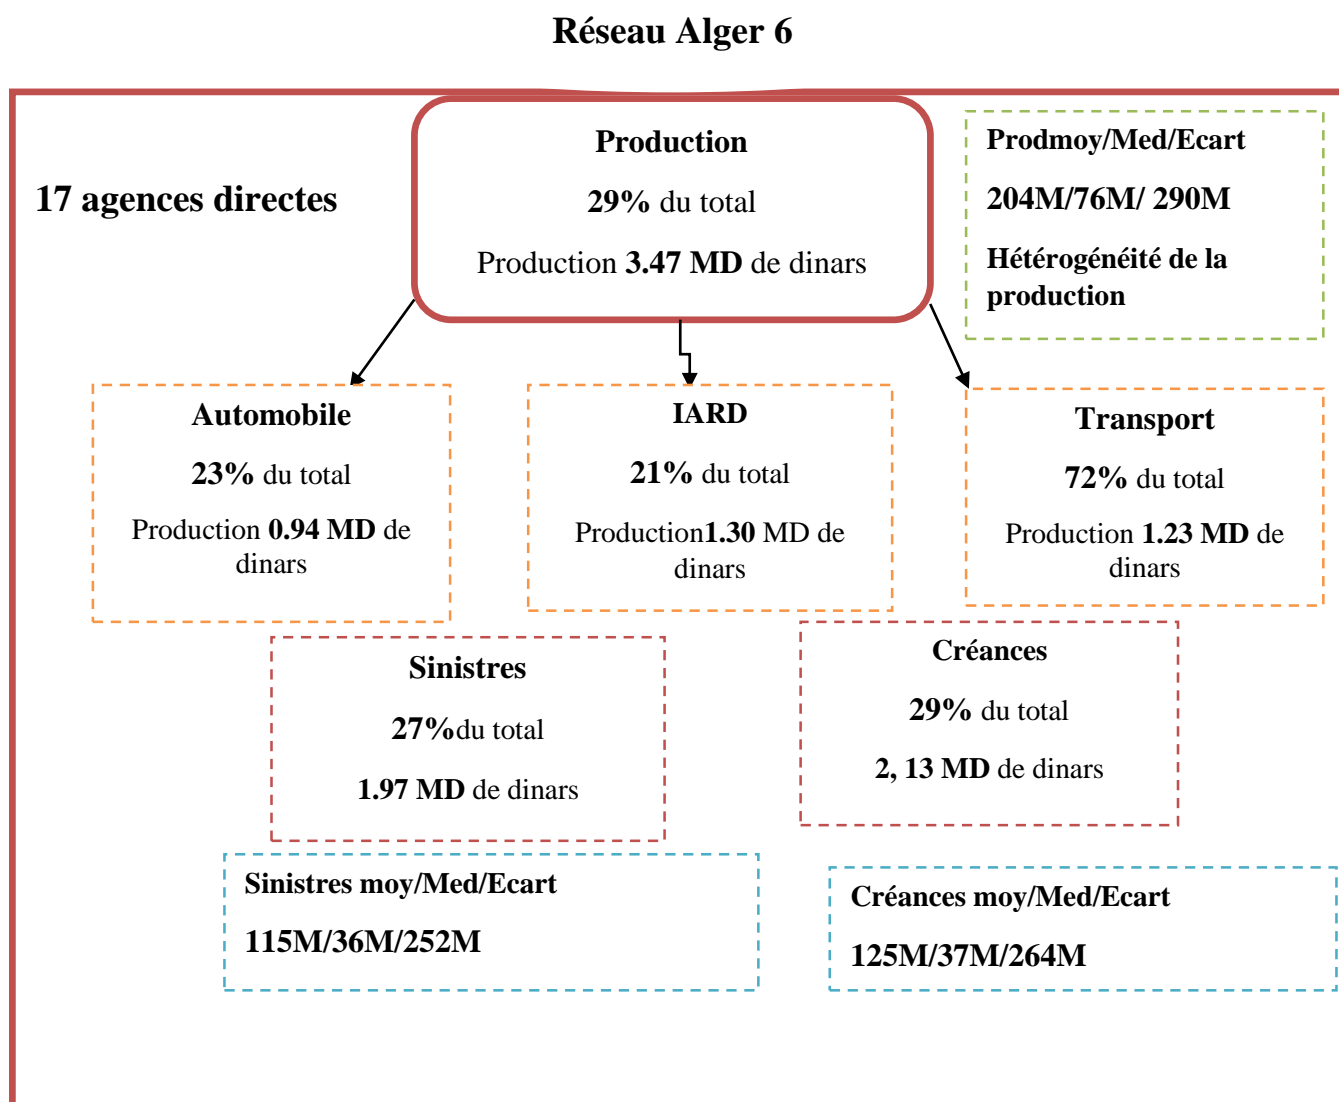 Réseau Alger 6
17 agences directes
Production
29% du total
Production 3.47 MD de dinars
Prodmoy/Med/Ecart
204M/76M/ 290M
Hétérogénéité de la
production
Automobile
23% du total
Production 0.94 MD de
dinars
IARD
21% du total
Production1.30 MD de
dinars
Transport
72% du total
Production 1.23 MD de
dinars
Sinistres
27%du total
1.97 MD de dinars
Créances
29% du total
2, 13 MD de dinars
Sinistres moy/Med/Ecart
115M/36M/252M
Créances moy/Med/Ecart
125M/37M/264M